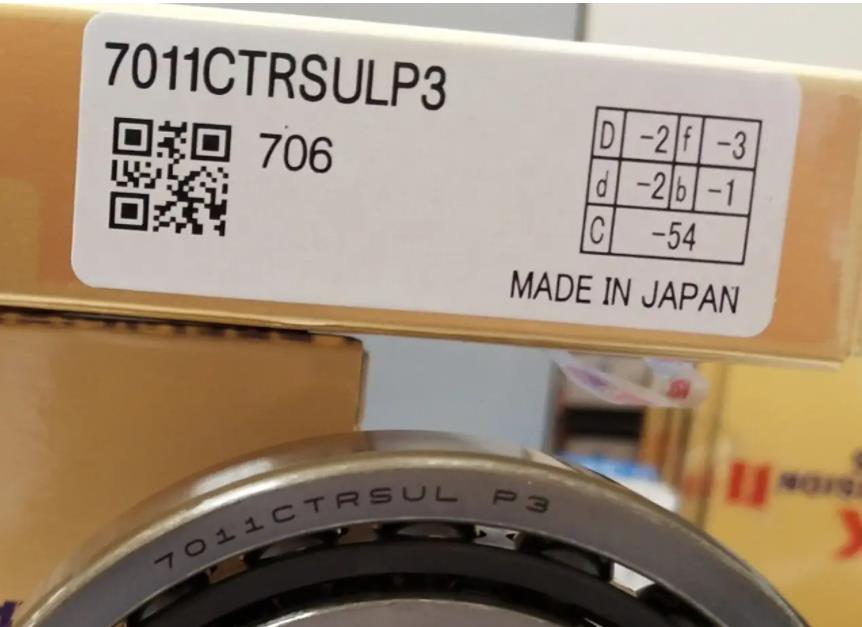 7011CTRSULP3
706
D -2 f -3
d -2 b -1
C -54
MADE IN JAPAN
7011CTRSUL P3